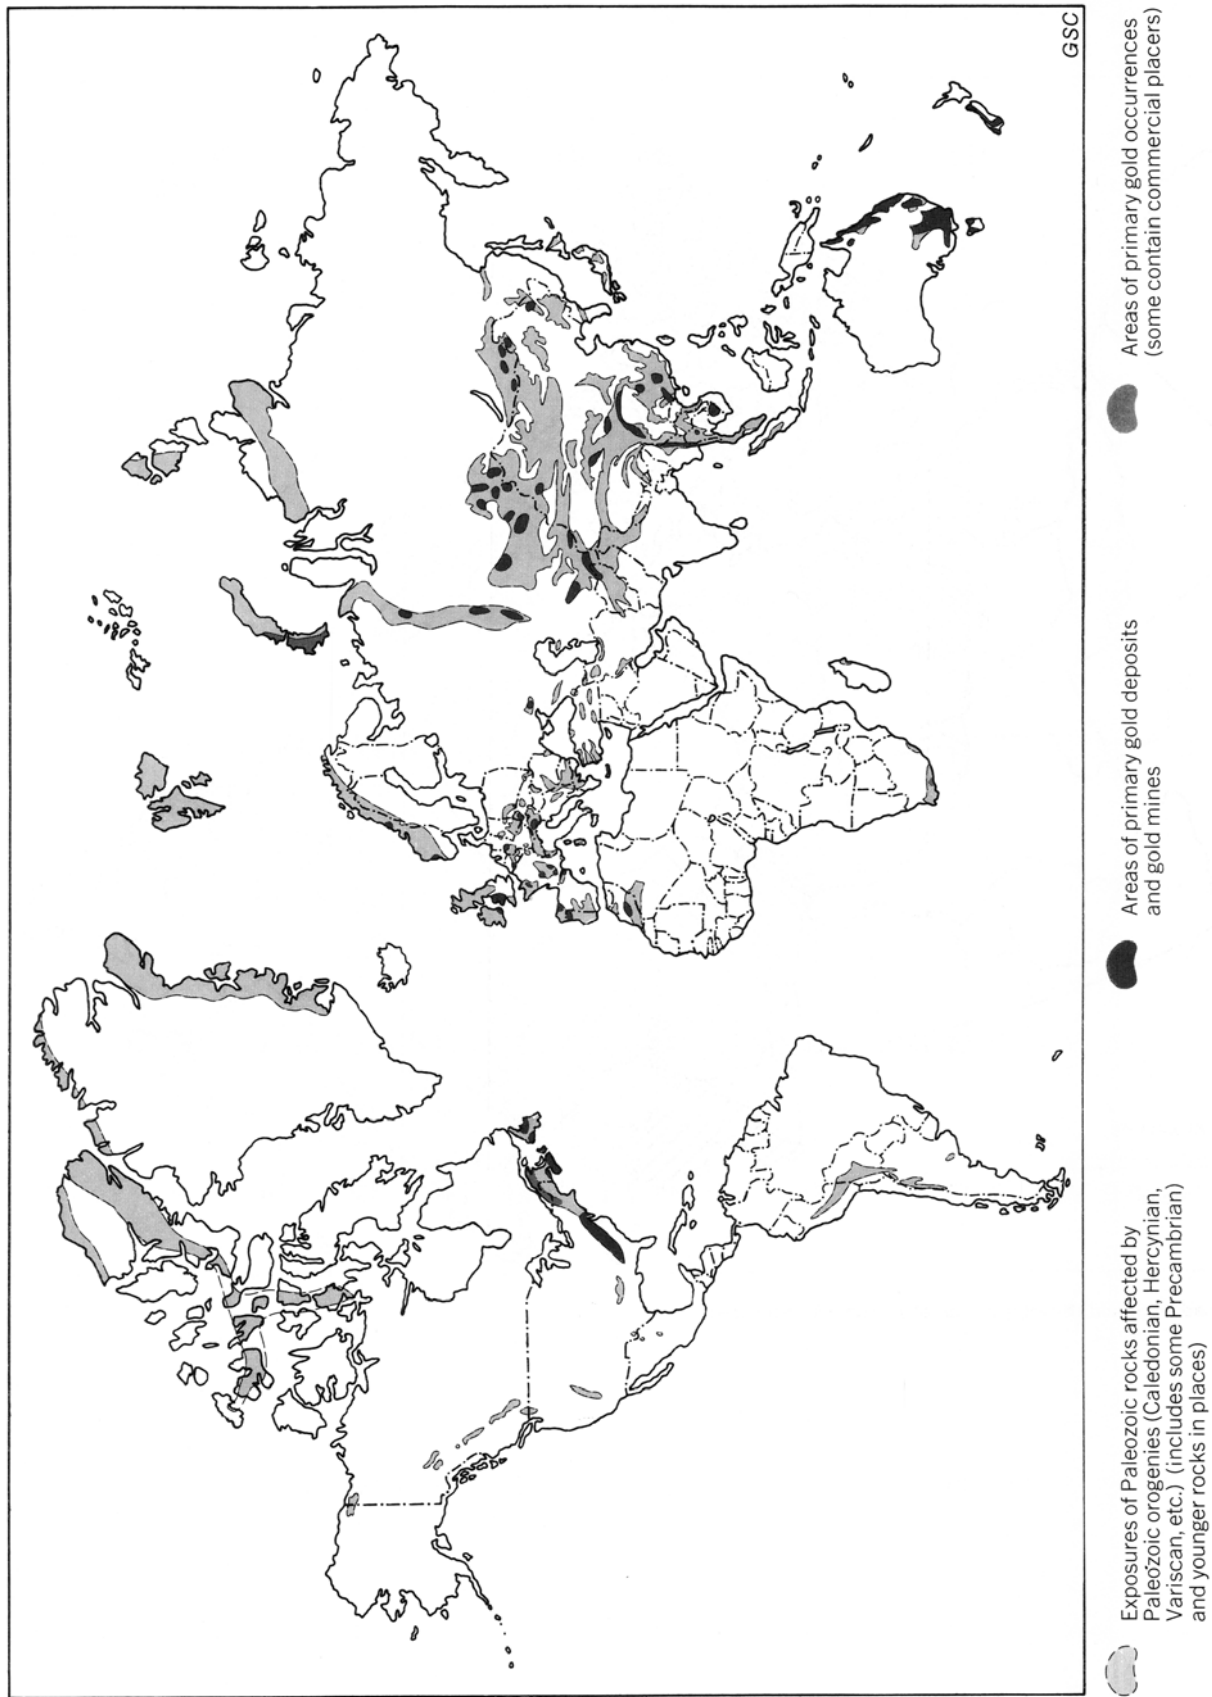 GSC
Exposures of Paleozoic rocks affected by
Paleozoic orogenies (Caledonian, Hercynian,
Variscan, etc.) (includes some Precambrian
and younger rocks in places)
Areas of primary gold deposits
and gold mines
Areas of primary gold occurrences
(some contain commercial placers)